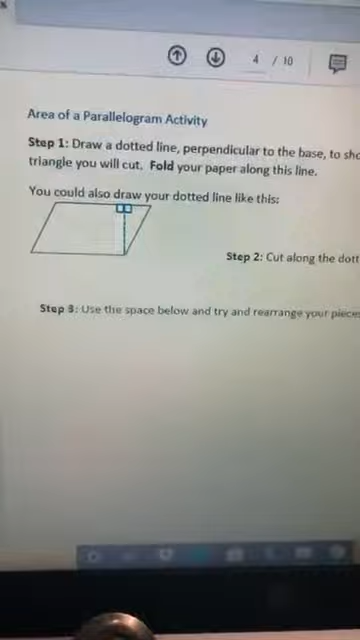 4 / 10
Area of a Parallelogram Activity
Step 1: Draw a dotted line, perpendicular to the base, to
triangle you will cut. Fold your paper along this line.
You could also draw your dotted line like this:
Step 2: Cut along the dott
Step 3: Use the space below and try and rearrange your pieces